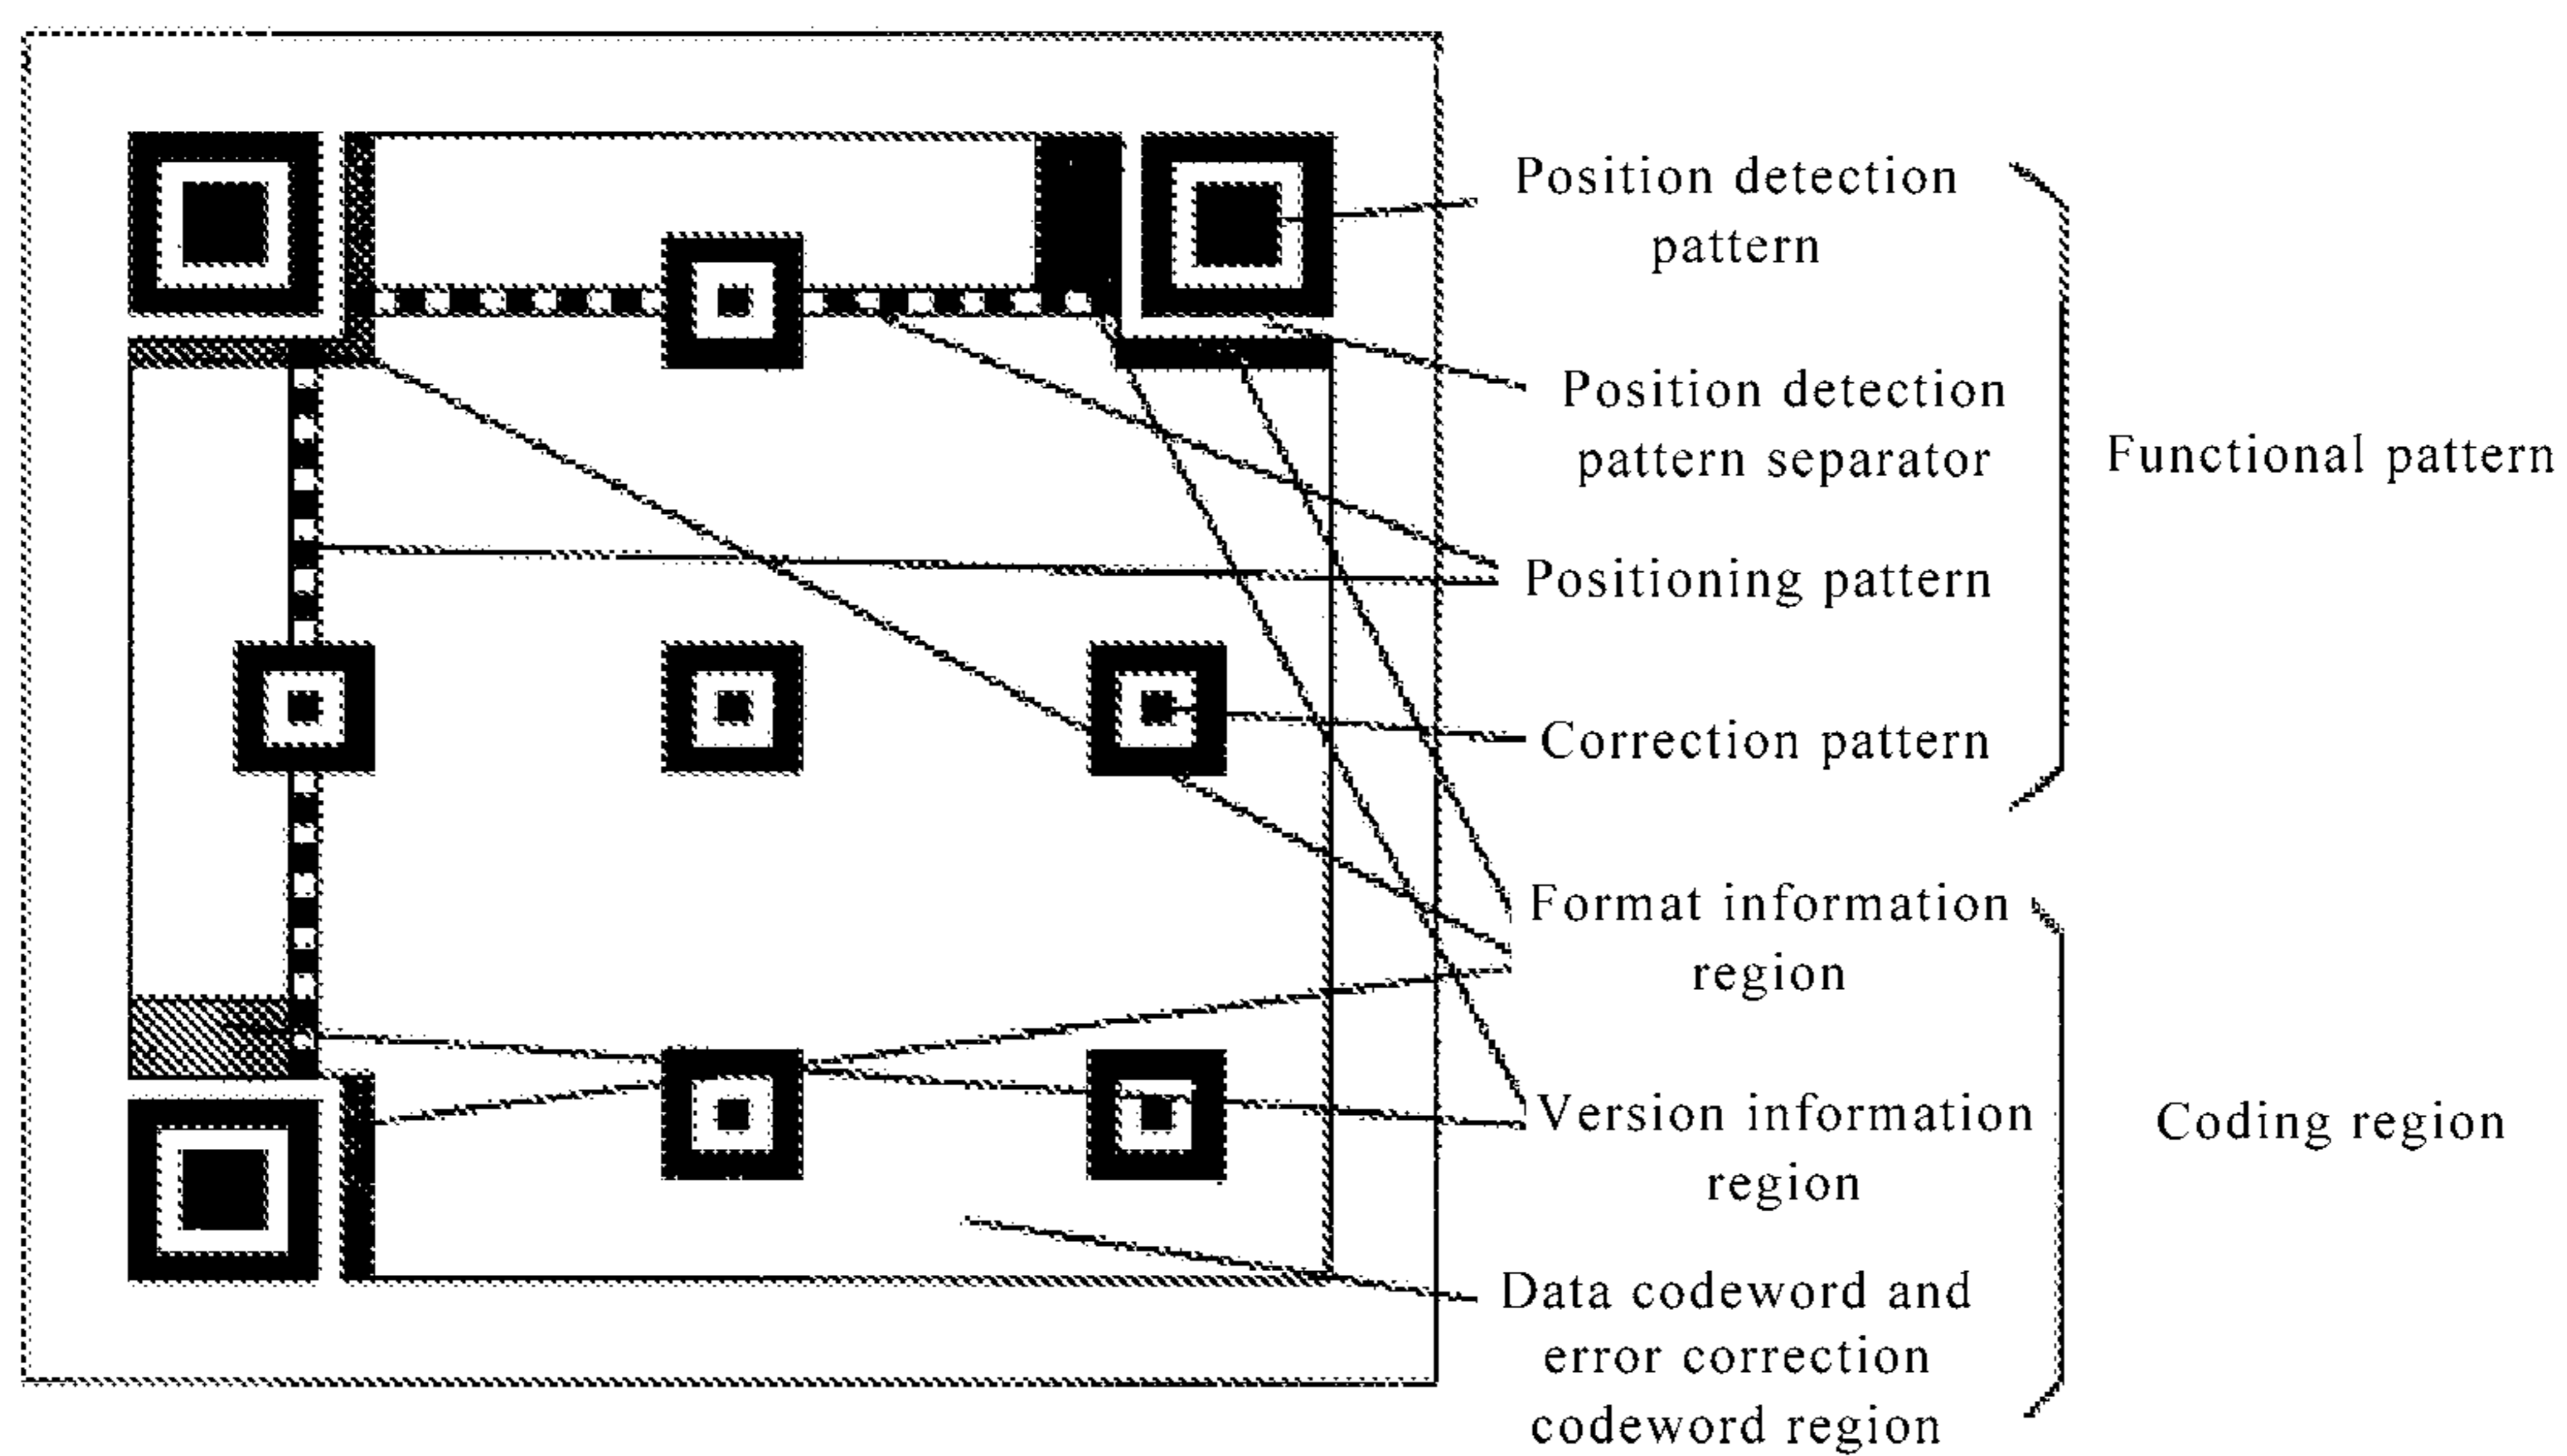 Position detection
pattern
Position detection
pattern separator
Functional pattern
Positioning pattern
Correction pattern
Format information
region
Version information
region
Coding region
Data codeword and
error correction
codeword region